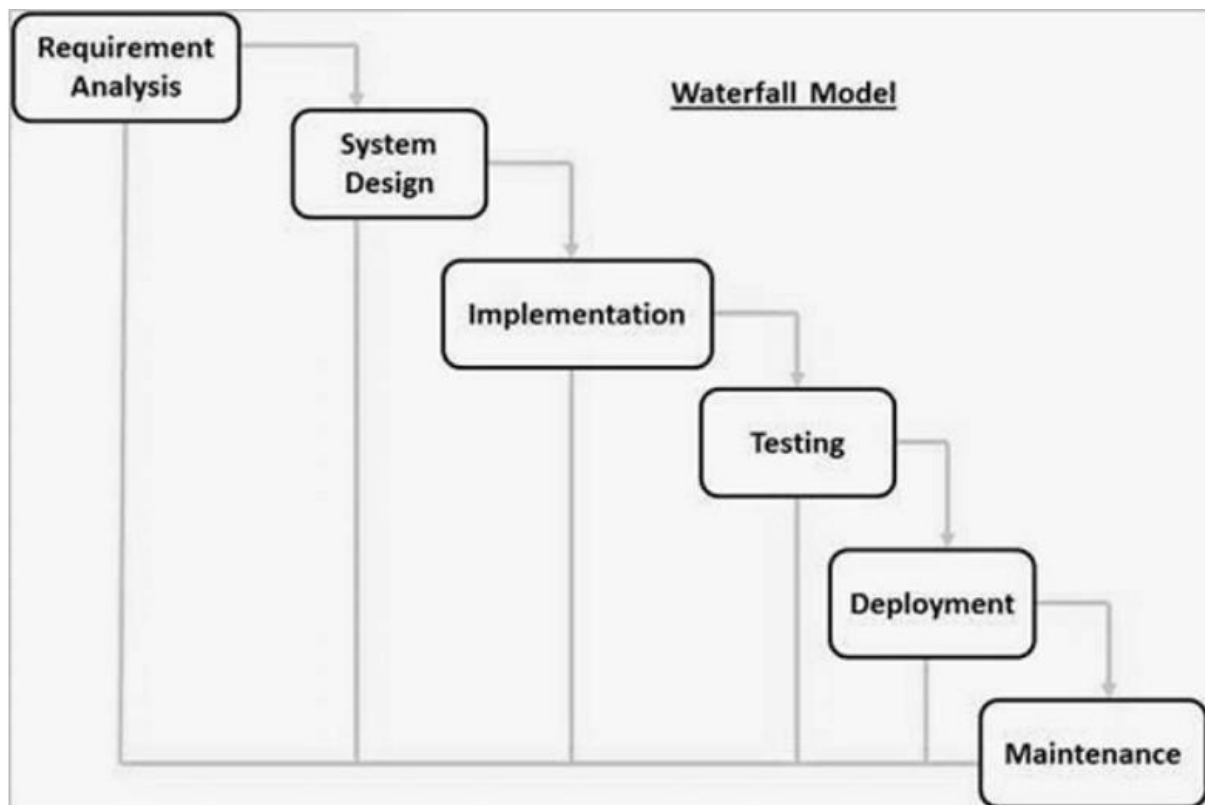 Requirement
Analysis
Waterfall Model
System
Design
Implementation
Testing
Deployment
Maintenance